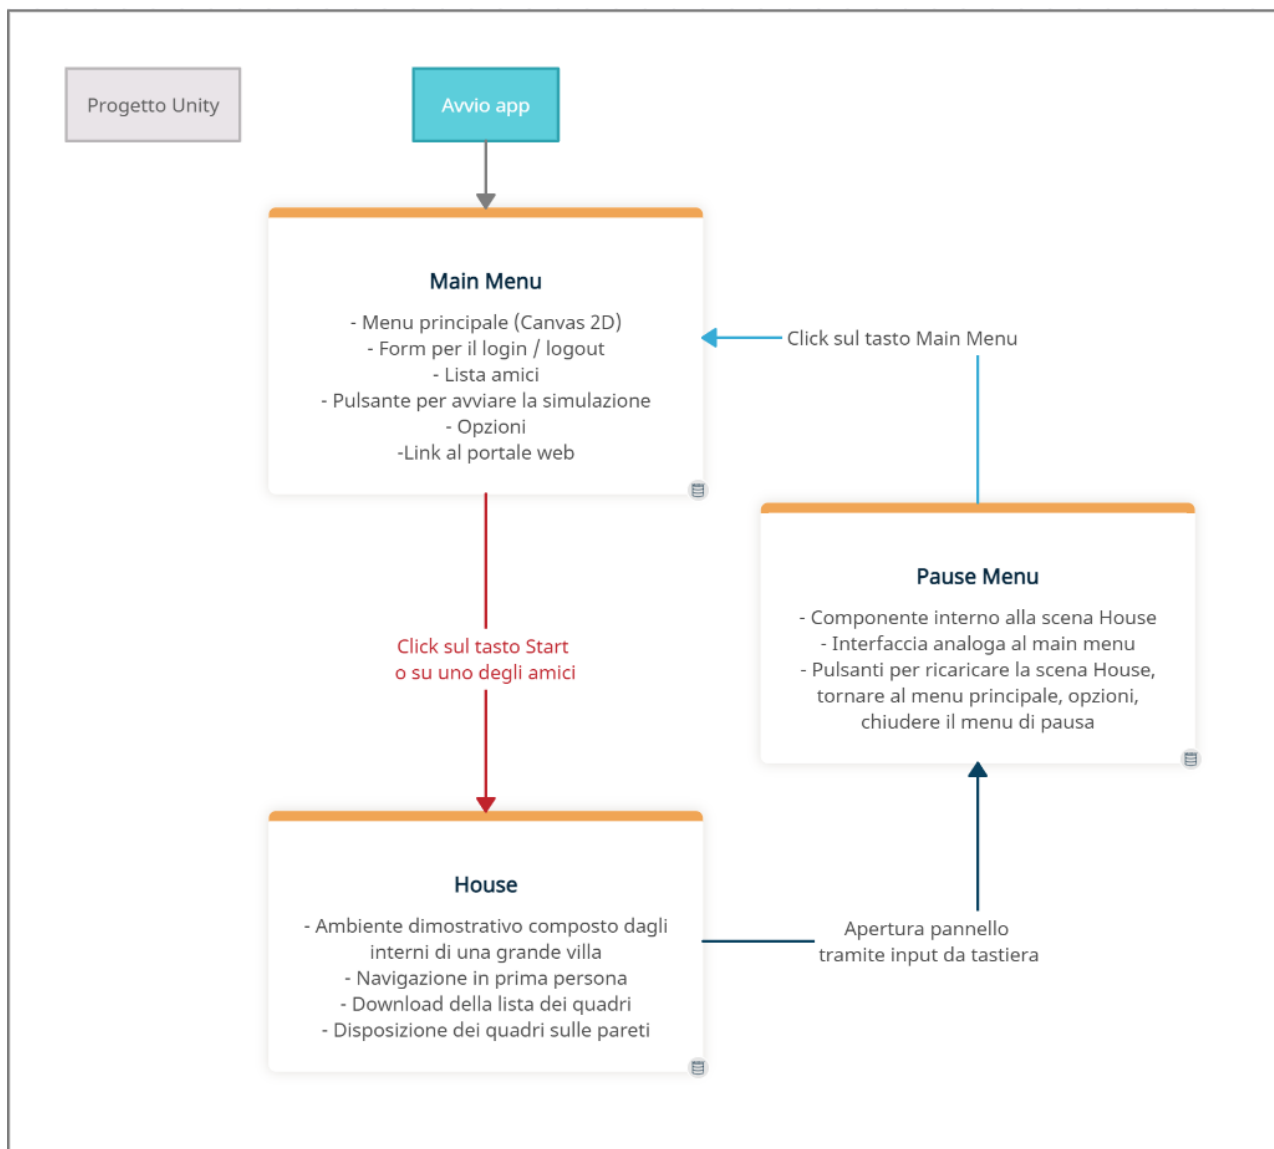 Progetto Unity
Avvio app
Main Menu
- Menu principale (Canvas 2D)
- Form per il login / logout
- Lista amici
- Pulsante per avviare la simulazione
- Opzioni
-Link al portale web
Click sul tasto Main Menu
Pause Menu
- Componente interno alla scena House
- Interfaccia analoga al main menu
- Pulsanti per ricaricare la scena House,
tornare al menu principale, opzioni,
chiudere il menu di pausa
Click sul tasto Start
o su uno degli amici
House
- Ambiente dimostrativo composto dagli
interni di una grande villa
- Navigazione in prima persona
- Download della lista dei quadri
- Disposizione dei quadri sulle pareti
Apertura pannello
tramite input da tastiera